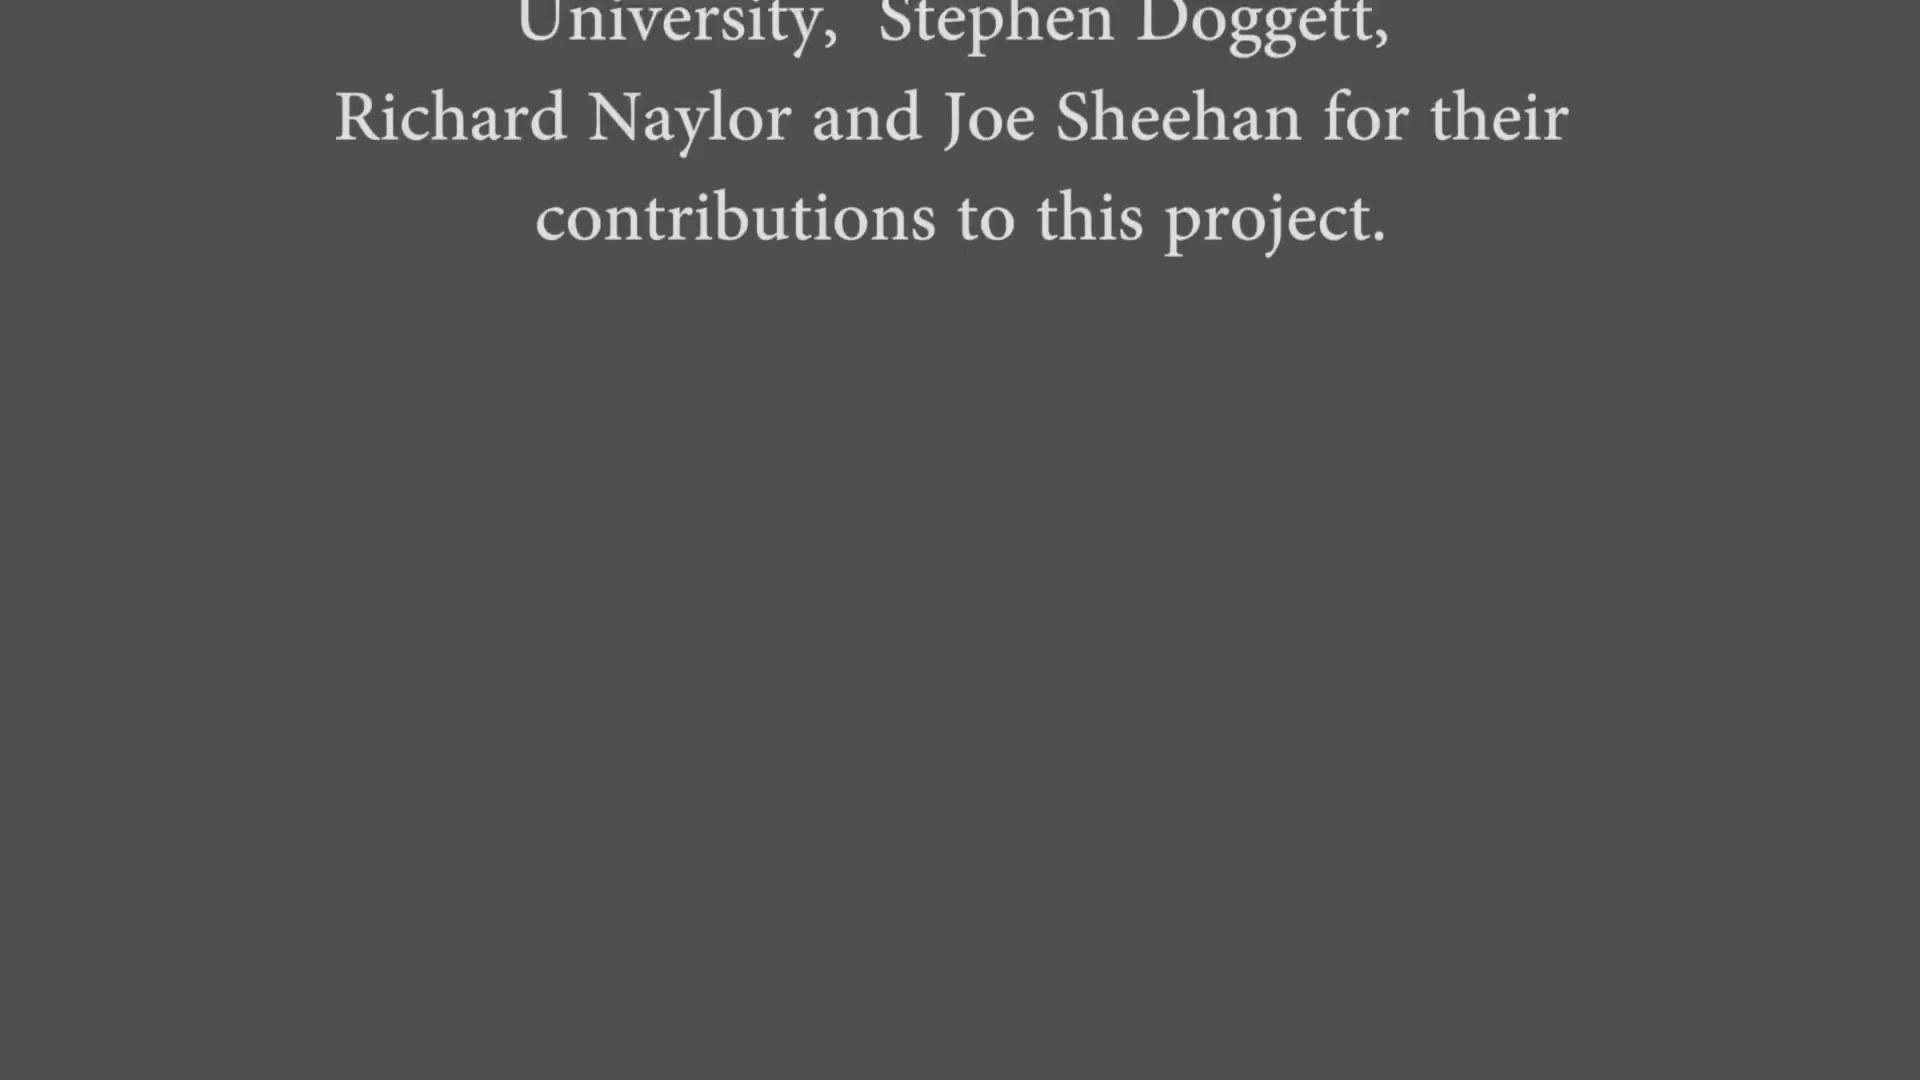 University,  Stephen Doggett,
Richard Naylor and Joe Sheehan for their
contributions to this project.